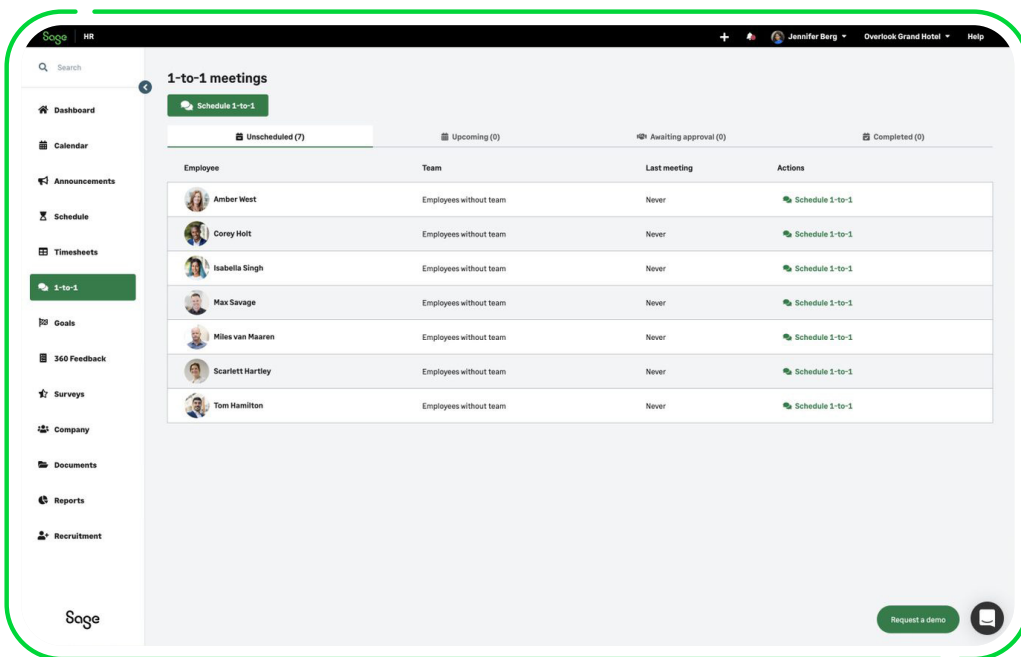 Sage HR
Jennifer Berg
Overlook Grand Hotel
Help
Search
Dashboard
Calendar
Announcements
Schedule
Timesheets
1-to-1
Goals
360 Feedback
Surveys
Company
Documents
Reports
Recruitment
Sage
1-to-1 meetings
Schedule 1-to-1
Unscheduled (7) Upcoming (0) Awaiting approval (0) Completed (0)
Employee Team Last meeting Actions
Amber West Employees without team Never Schedule 1-to-1
Corey Holt Employees without team Never Schedule 1-to-1
Isabella Singh Employees without team Never Schedule 1-to-1
Max Savage Employees without team Never Schedule 1-to-1
Miles van Maaren Employees without team Never Schedule 1-to-1
Scarlett Hartley Employees without team Never Schedule 1-to-1
Tom Hamilton Employees without team Never Schedule 1-to-1
Request a demo